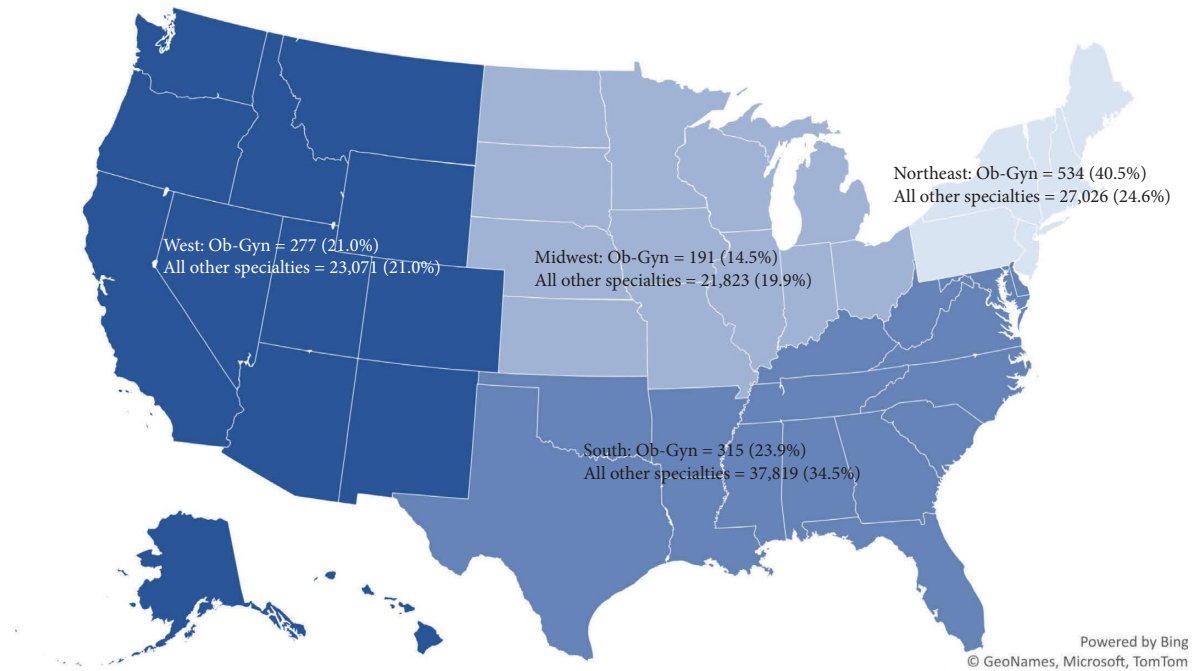 Northeast: Ob-Gyn = 534 (40.5%)
All other specialties = 27,026 (24.6%)
West: Ob-Gyn = 277 (21.0%)
All other specialties = 23,071 (21.0%)
Midwest: Ob-Gyn = 191 (14.5%)
All other specialties = 21,823 (19.9%)
South: Ob-Gyn = 315 (23.9%)
All other specialties = 37,819 (34.5%)
Powered by Bing
© GeoNames, Microsoft, TomTom